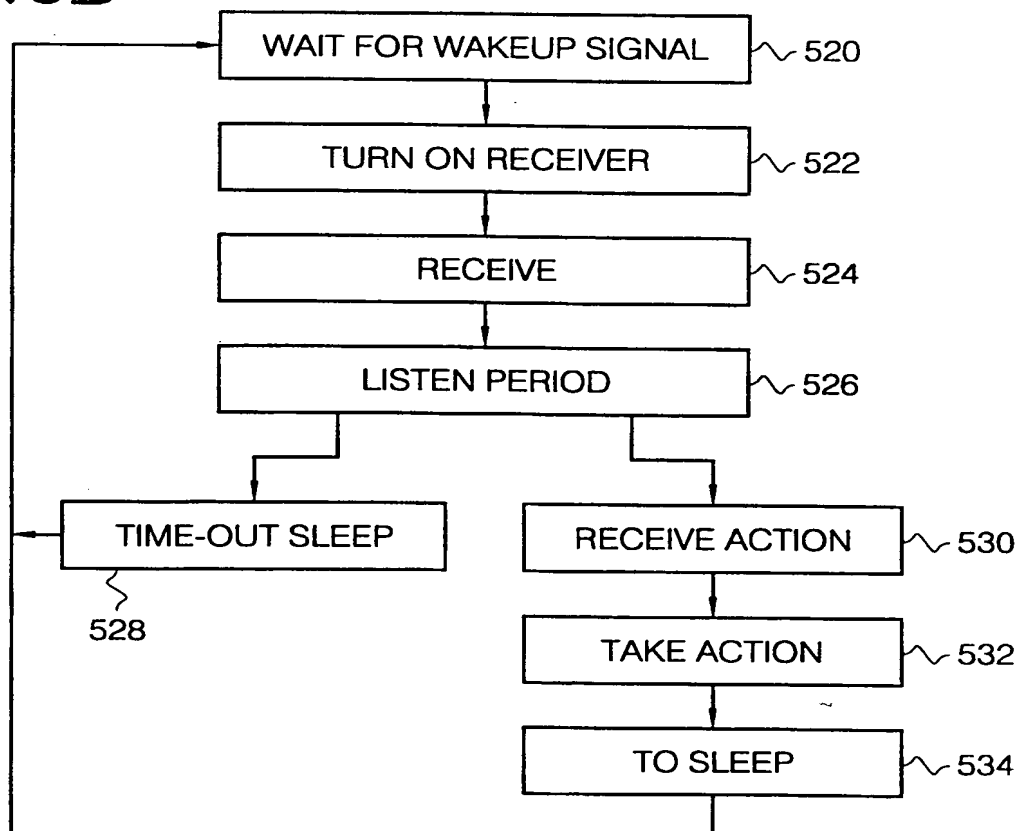 WAIT FOR WAKEUP SIGNAL 520
TURN ON RECEIVER 522
RECEIVE 524
LISTEN PERIOD 526
TIME-OUT SLEEP
528
RECEIVE ACTION 530
TAKE ACTION 532
TO SLEEP 534